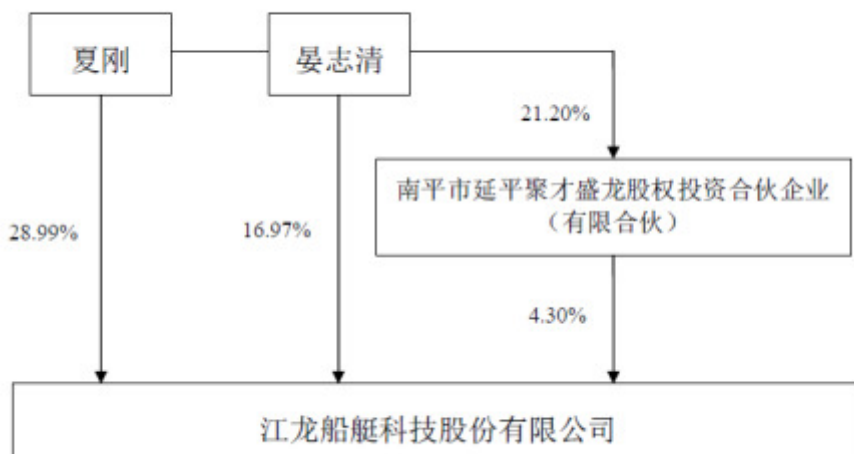 夏刚
晏志清
21.20%
南平市延平聚才盛龙股权投资合伙企业
（有限合伙）
28.99%
16.97%
4.30%
江龙船艇科技股份有限公司